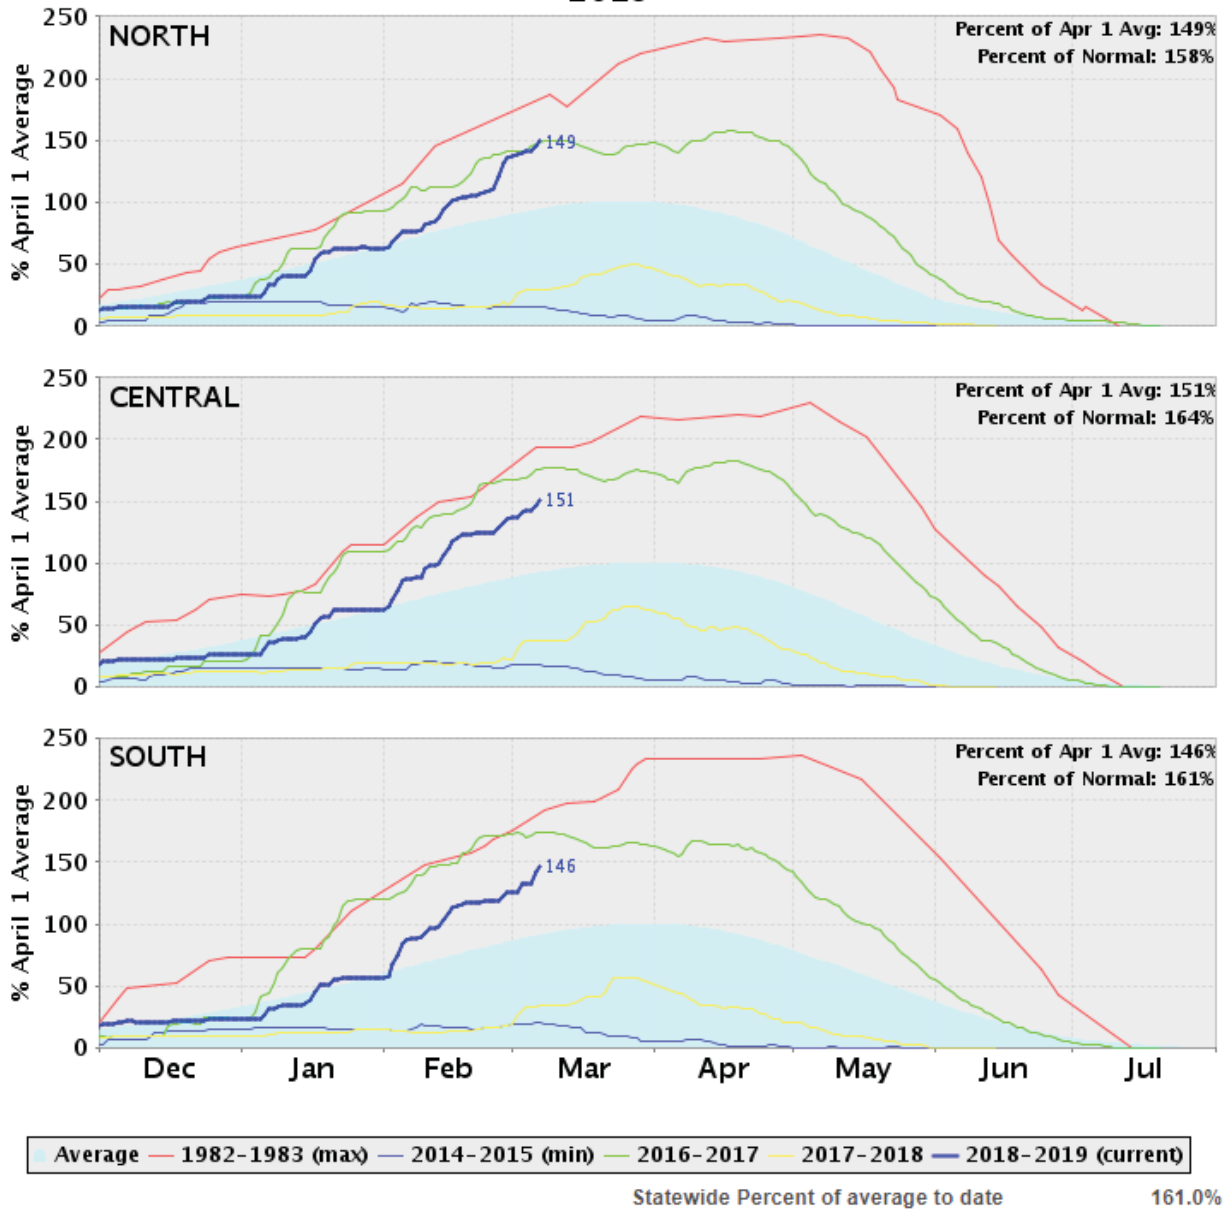 250
NORTH
Percent of Apr 1 Avg: 149%
Percent of Normal: 158%
200
150
149
100
50
0
% April 1 Average
250
CENTRAL
Percent of Apr 1 Avg: 151%
Percent of Normal: 164%
200
150
151
100
50
0
% April 1 Average
250
SOUTH
Percent of Apr 1 Avg: 146%
Percent of Normal: 161%
200
150
146
100
50
0
% April 1 Average
Dec Jan Feb Mar Apr May Jun Jul
Average 1982-1983 (max) 2014-2015 (min) 2016-2017 2017-2018 2018-2019 (current)
Statewide Percent of average to date 161.0%